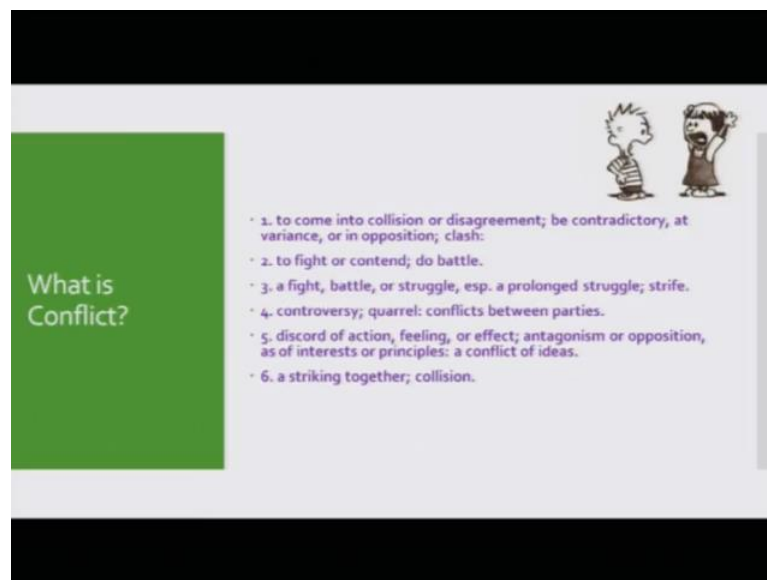 What is
Conflict?
· 1. to come into collision or disagreement; be contradictory, at
variance, or in opposition; clash:
· 2. to fight or contend; do battle.
· 3. a fight, battle, or struggle, esp. a prolonged struggle; strife.
· 4. controversy; quarrel: conflicts between parties.
· 5. discord of action, feeling, or effect; antagonism or opposition,
as of interests or principles: a conflict of ideas.
· 6. a striking together; collision.